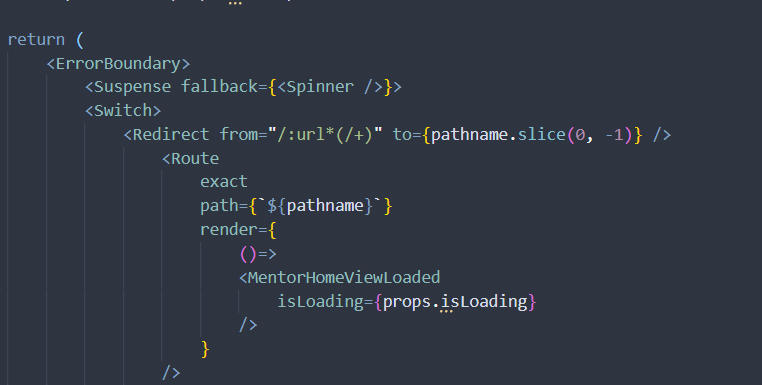 return (
<ErrorBoundary>
<Suspense fallback={<Spinner />}>
<Switch>
<Redirect from="/:url*(/+)" to={pathname.slice(0, -1)} />
<Route
exact
path={`${pathname}`}
render={
()=>
<MentorHomeViewLoaded
isLoading={props.isLoading}
/>
}
/>